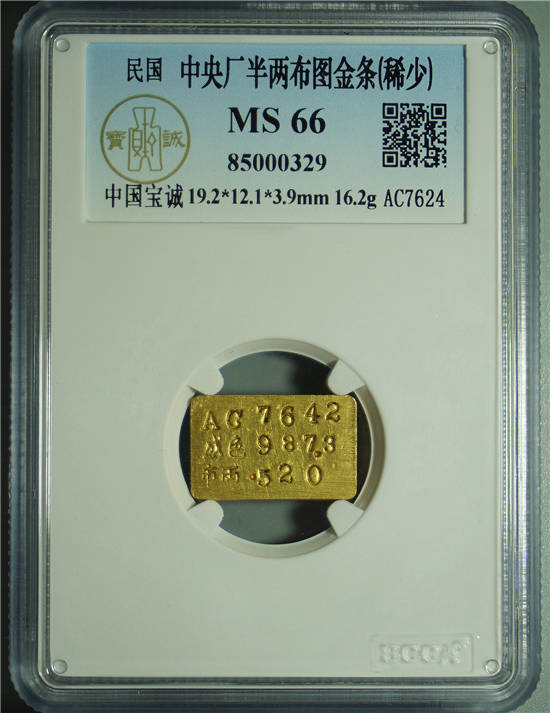 民国 中央厂半两布图金条(稀少)
MS 66
寶 誠
85000329
中国宝诚 19.2*12.1*3.9mm 16.2g AC7624
AC 7642
成色 987.3
市两 .520